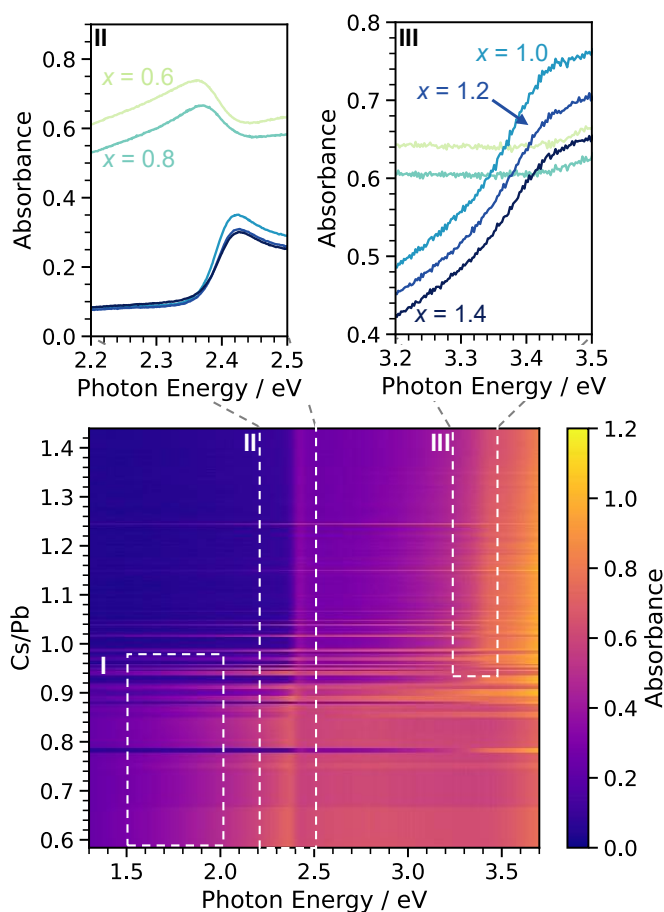 II
x = 0.6
x = 0.8
Absorbance
0.0
0.2
0.4
0.6
0.8
2.2
2.3
2.4
2.5
Photon Energy / eV
III
x = 1.0
x = 1.2
x = 1.4
Absorbance
0.8
0.7
0.6
0.5
0.4
3.2
3.3
3.4
3.5
Photon Energy / eV
II
III
I
Cs/Pb
1.4
1.3
1.2
1.1
1.0
0.9
0.8
0.7
0.6
1.5
2.0
2.5
3.0
3.5
Photon Energy / eV
1.2
1.0
0.8
0.6
0.4
0.2
0.0
Absorbance